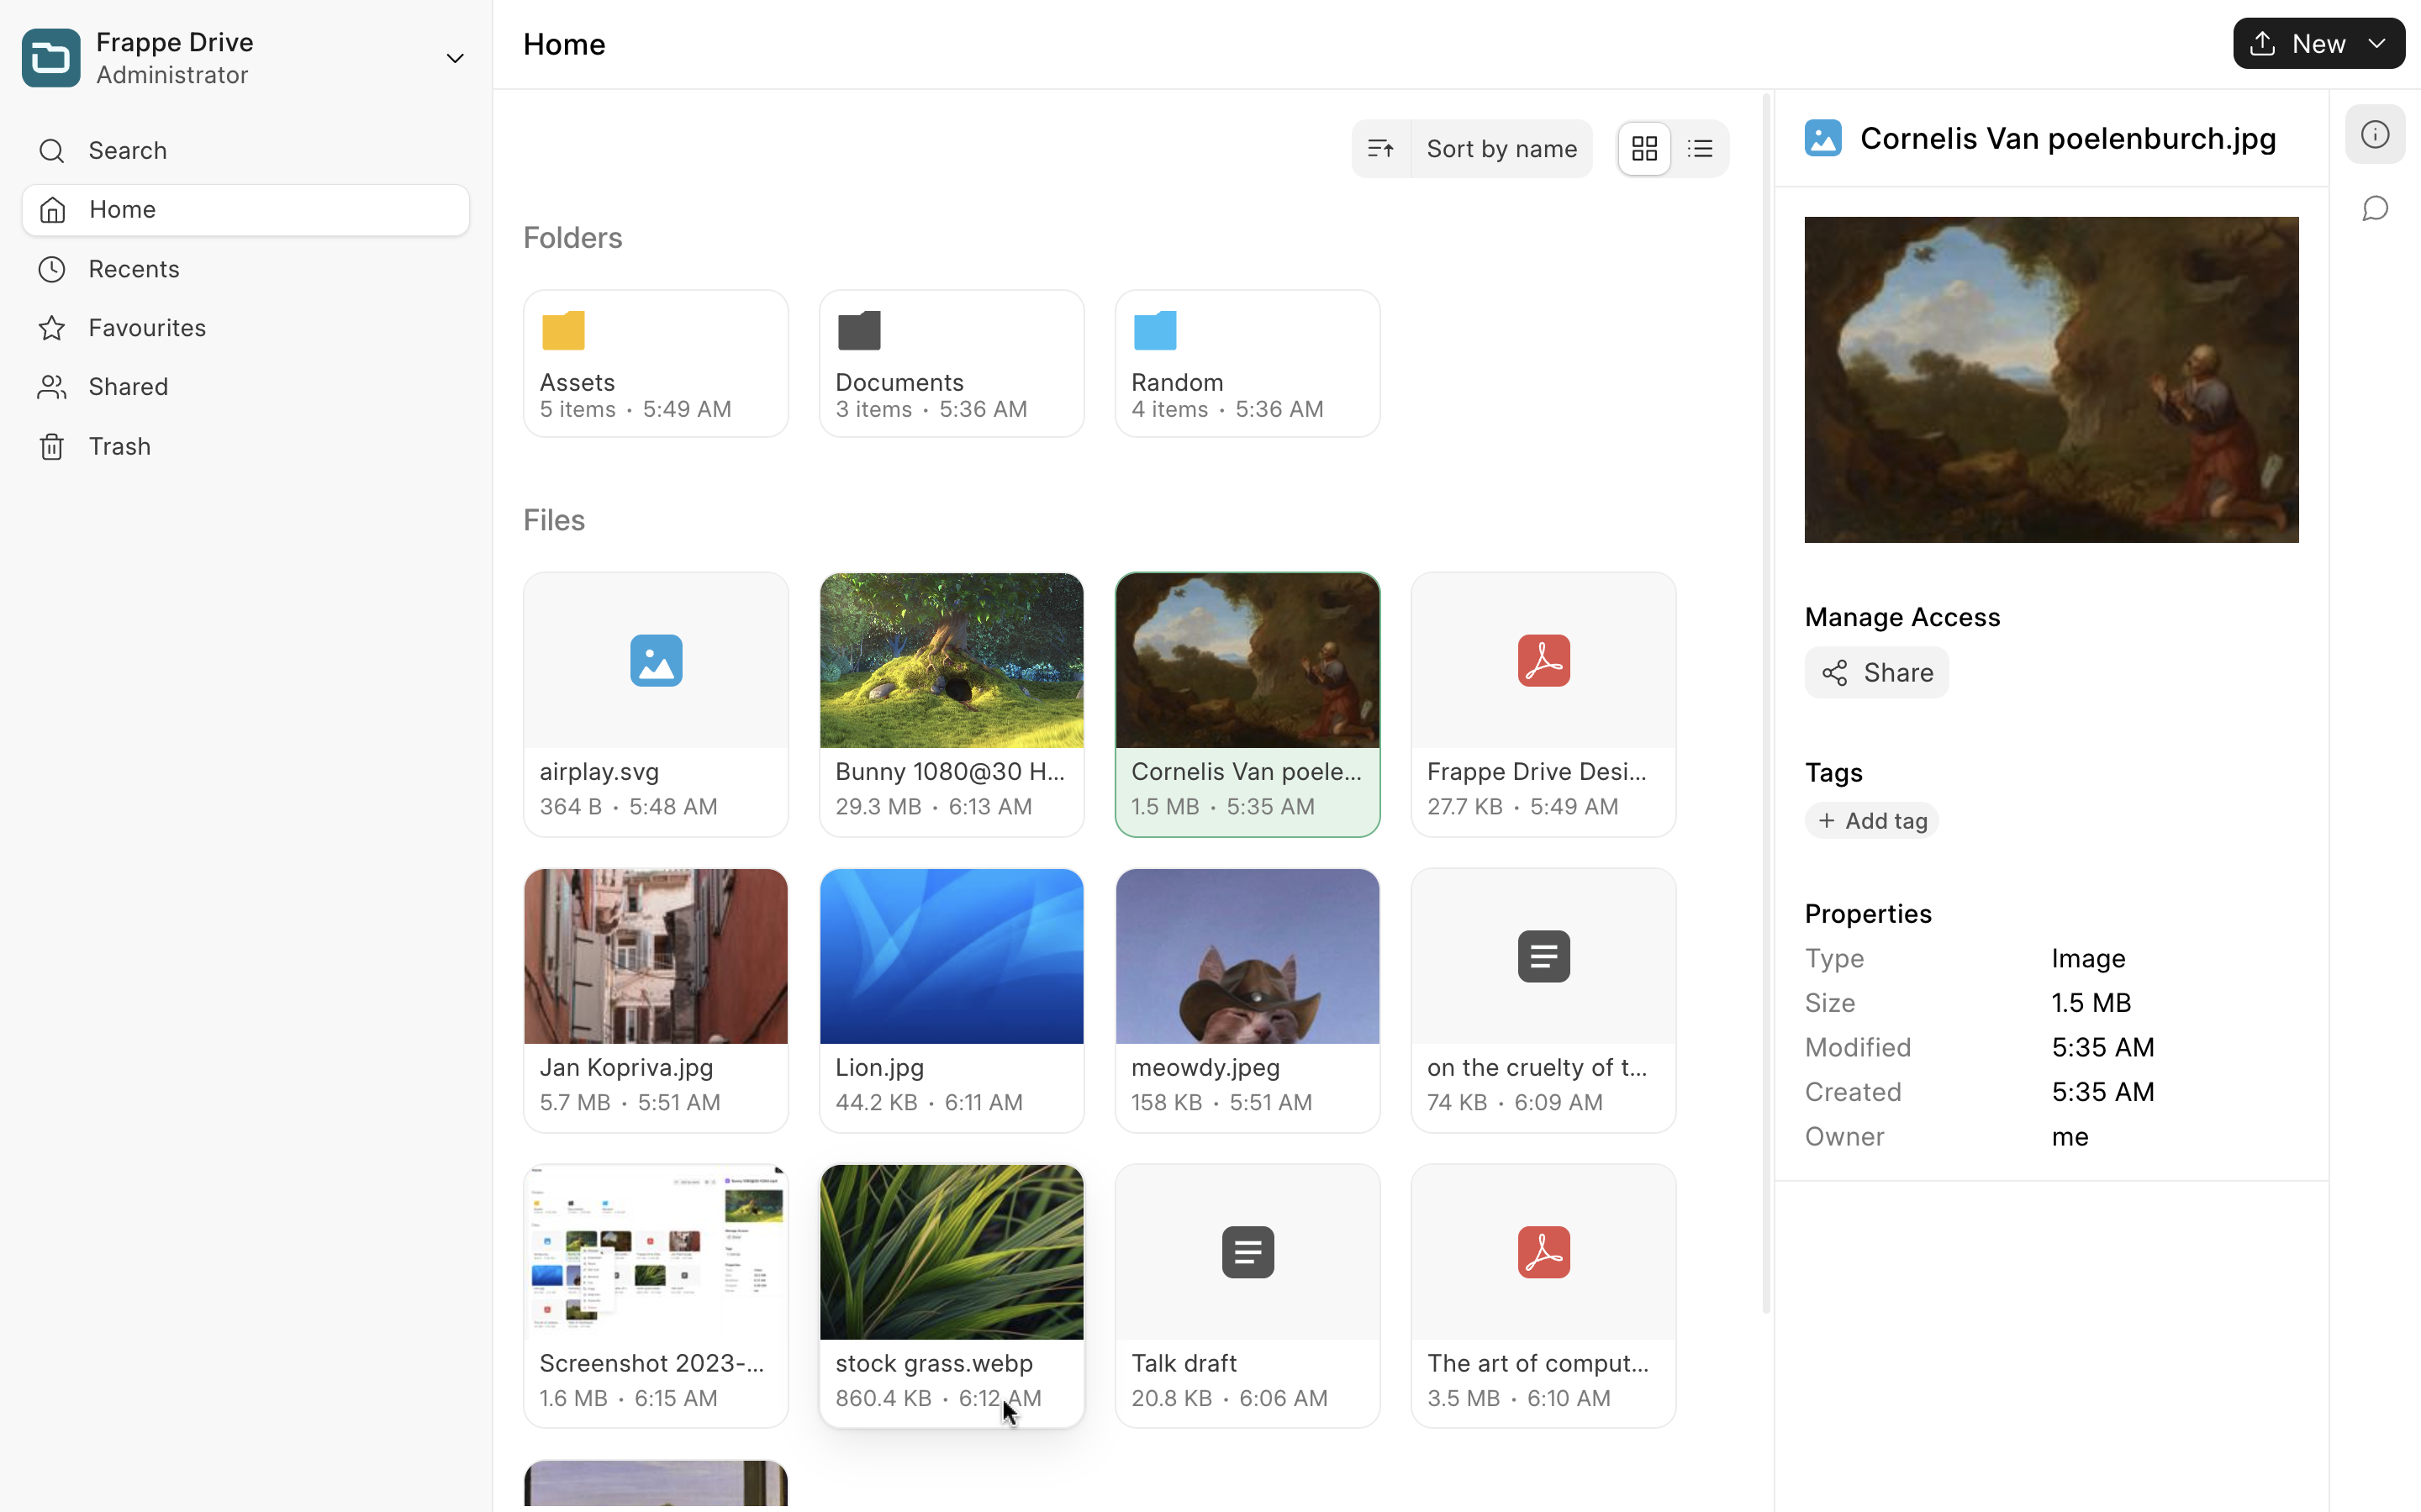 Frappe Drive
Administrator
Search
Home
Recents
Favourites
Shared
Trash
Home
New
Sort by name
Folders
Assets
5 items • 5:49 AM
Documents
3 items • 5:36 AM
Random
4 items • 5:36 AM
Files
airplay.svg
364 B • 5:48 AM
Bunny 1080@30 H...
29.3 MB • 6:13 AM
Cornelis Van poele...
1.5 MB • 5:35 AM
Frappe Drive Desi...
27.7 KB • 5:49 AM
Jan Kopriva.jpg
5.7 MB • 5:51 AM
Lion.jpg
44.2 KB • 6:11 AM
meowdy.jpeg
158 KB • 5:51 AM
on the cruelty of t...
74 KB • 6:09 AM
Screenshot 2023-...
1.6 MB • 6:15 AM
stock grass.webp
860.4 KB • 6:12 AM
Talk draft
20.8 KB • 6:06 AM
The art of comput...
3.5 MB • 6:10 AM
Cornelis Van poelenburch.jpg
Manage Access
Share
Tags
+ Add tag
Properties
Type Image
Size 1.5 MB
Modified 5:35 AM
Created 5:35 AM
Owner me